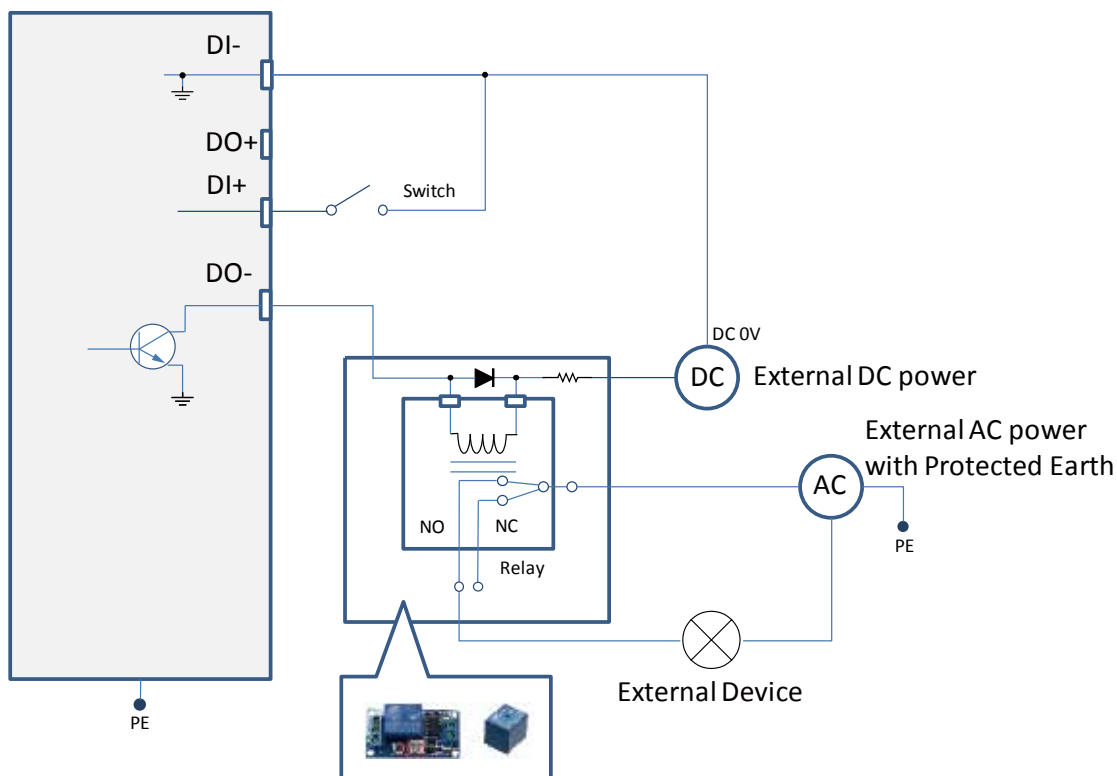 DI-
DO+
DI+
Switch
DO-
DC 0V
DC
External DC power
External AC power
with Protected Earth
AC
NO
NC
PE
Relay
External Device
PE